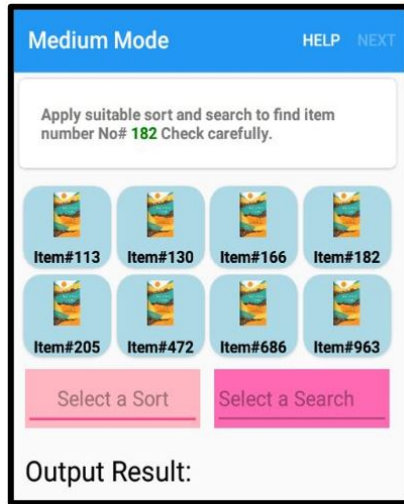 Medium Mode HELP NEXT
Apply suitable sort and search to find item
number No# 182 Check carefully.
Item#113 Item#130 Item#166 Item#182
Item#205 Item#472 Item#686 Item#963
Select a Sort Select a Search
Output Result: